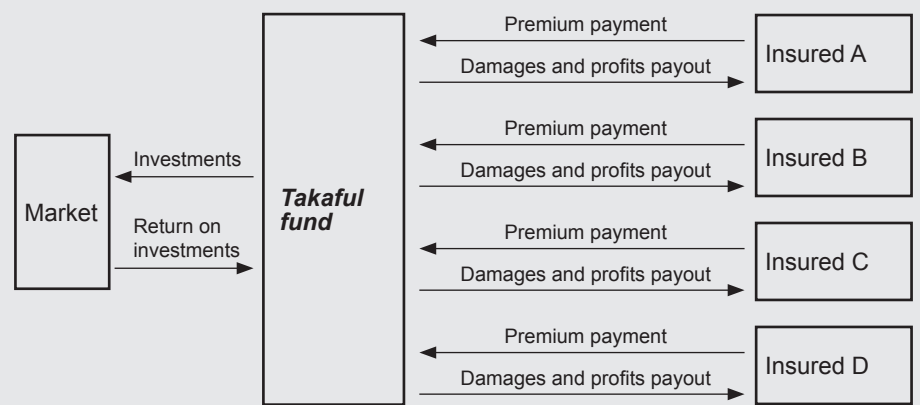 Premium payment
Damages and profits payout
Insured A
Premium payment
Damages and profits payout
Insured B
Market
Investments
Return on
investments
Takaful
fund
Premium payment
Damages and profits payout
Insured C
Premium payment
Damages and profits payout
Insured D